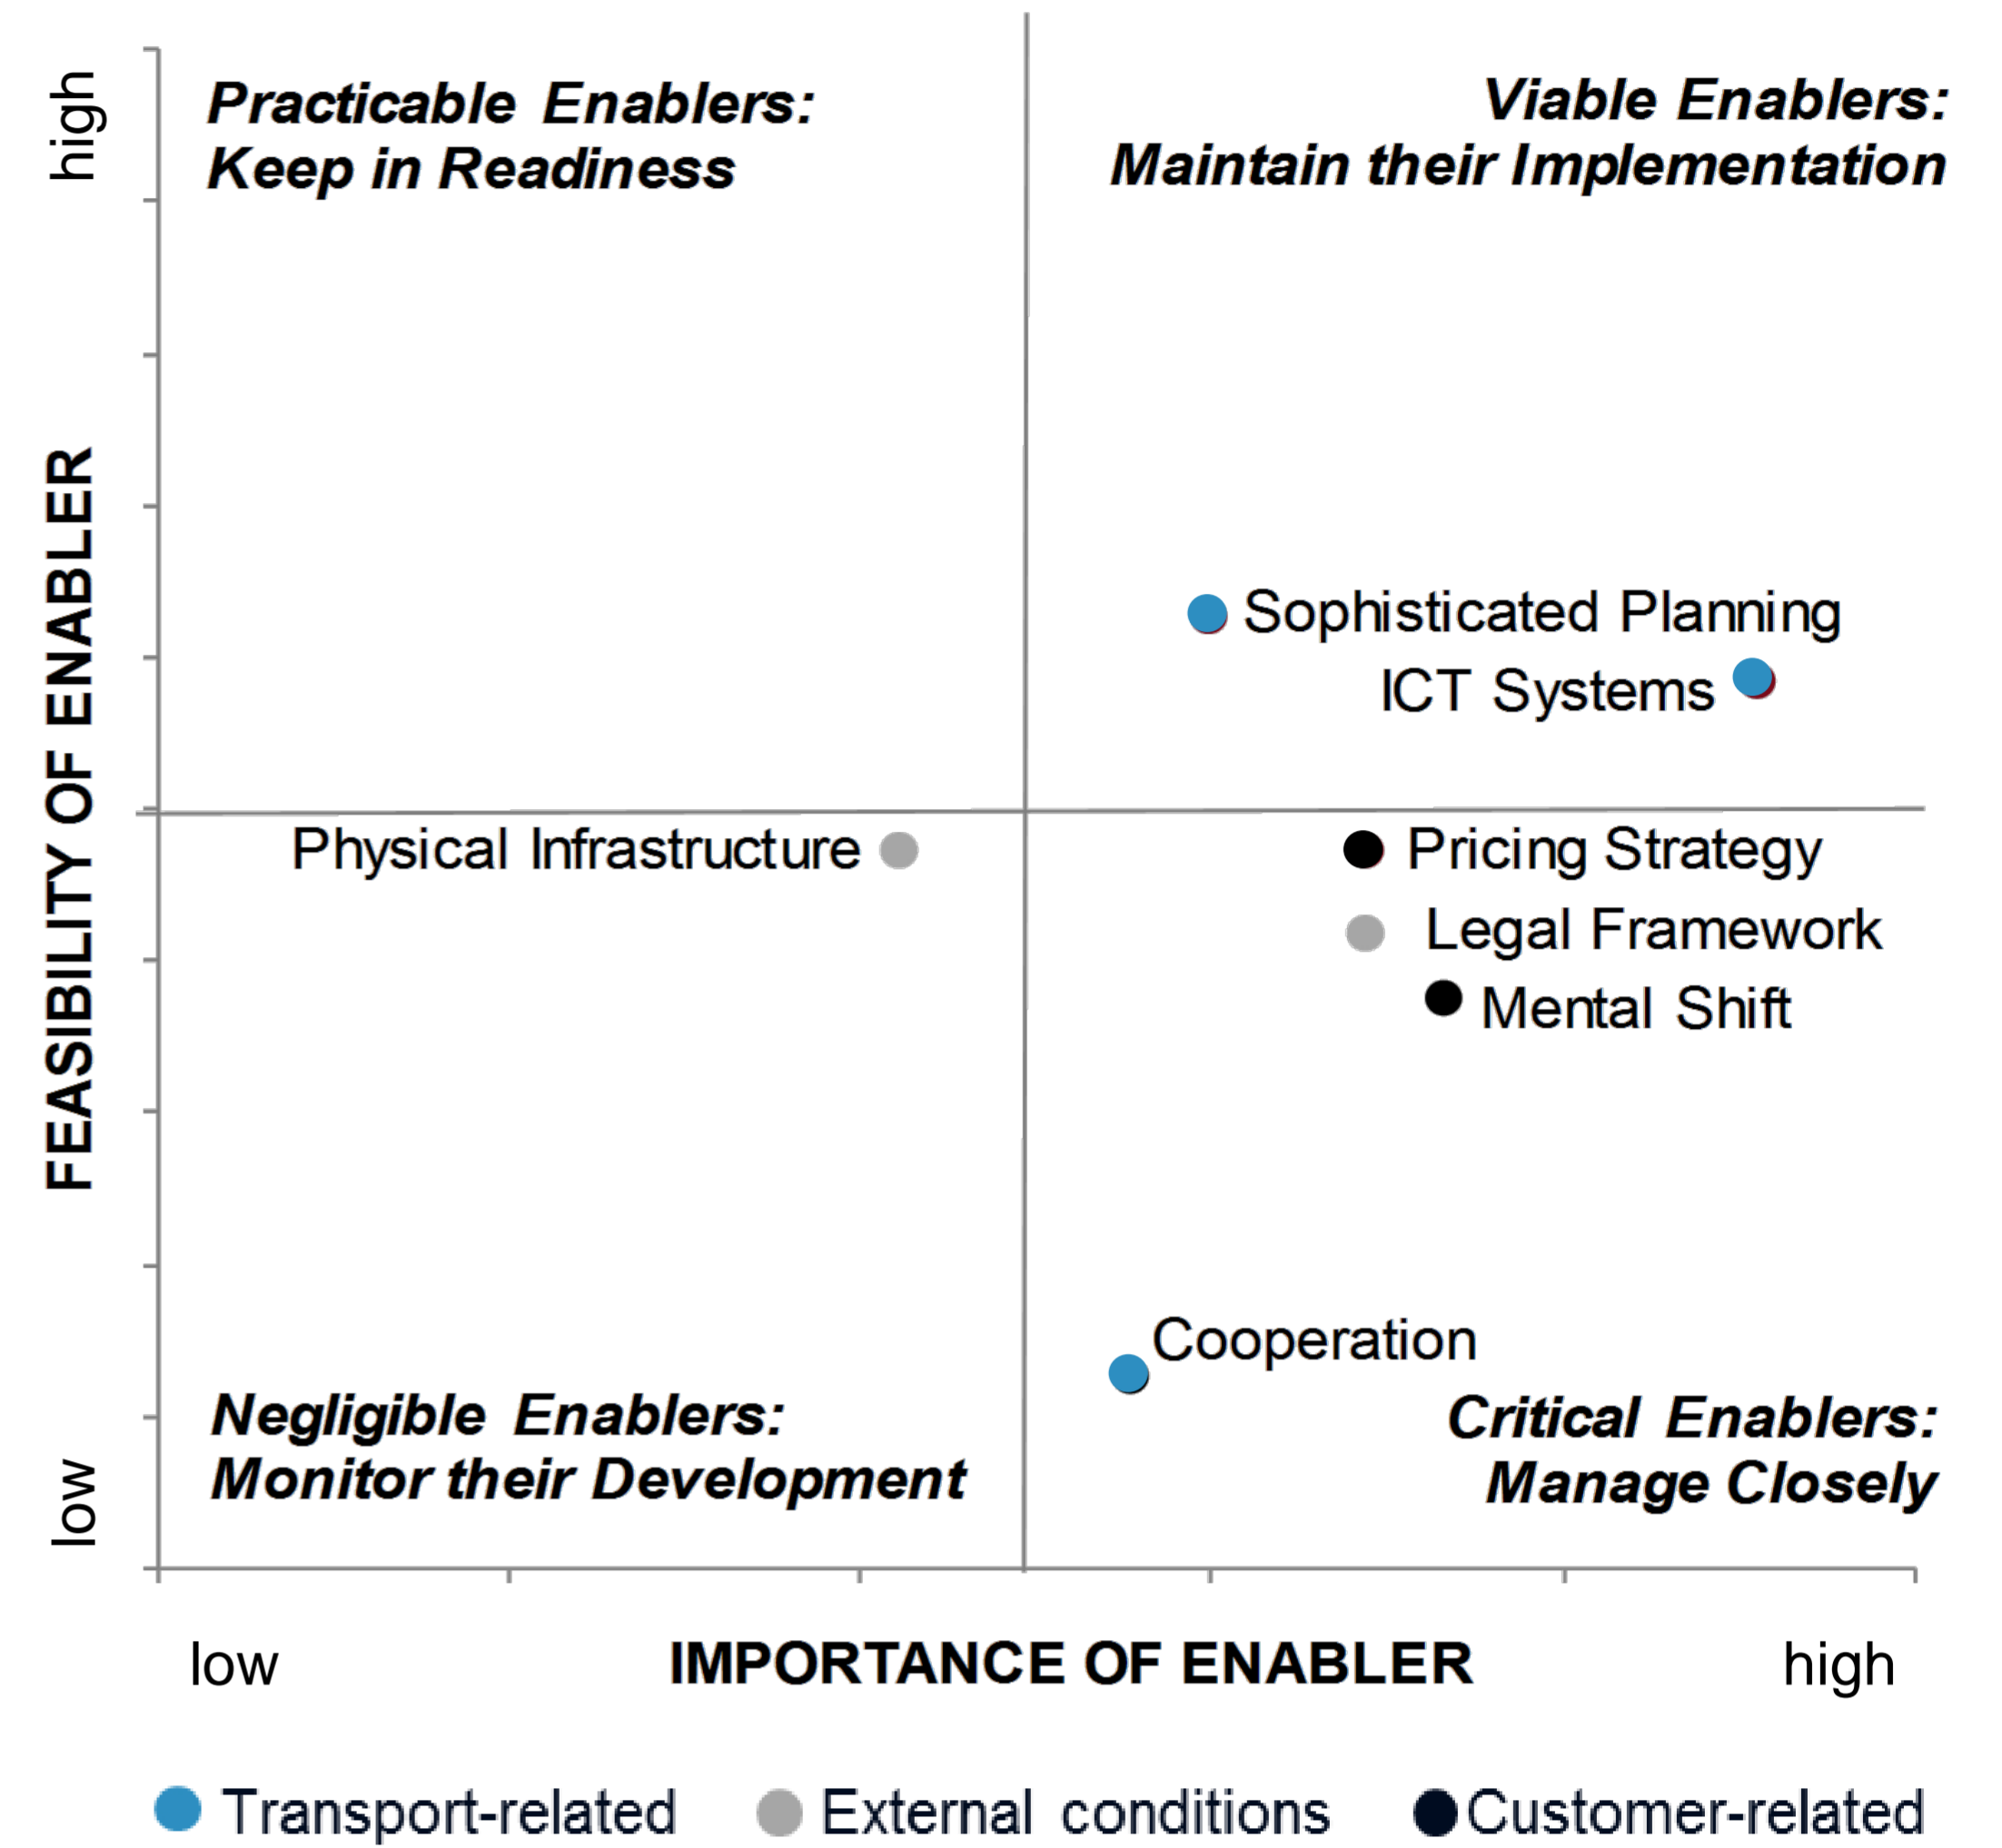 high
Practicable Enablers:
Keep in Readiness
Viable Enablers:
Maintain their Implementation
FEASIBILITY OF ENABLER
Sophisticated Planning
ICT Systems
Physical Infrastructure
Pricing Strategy
Legal Framework
Mental Shift
Cooperation
Negligible Enablers:
Monitor their Development
Critical Enablers:
Manage Closely
low
low
IMPORTANCE OF ENABLER
high
Transport-related
External conditions
Customer-related